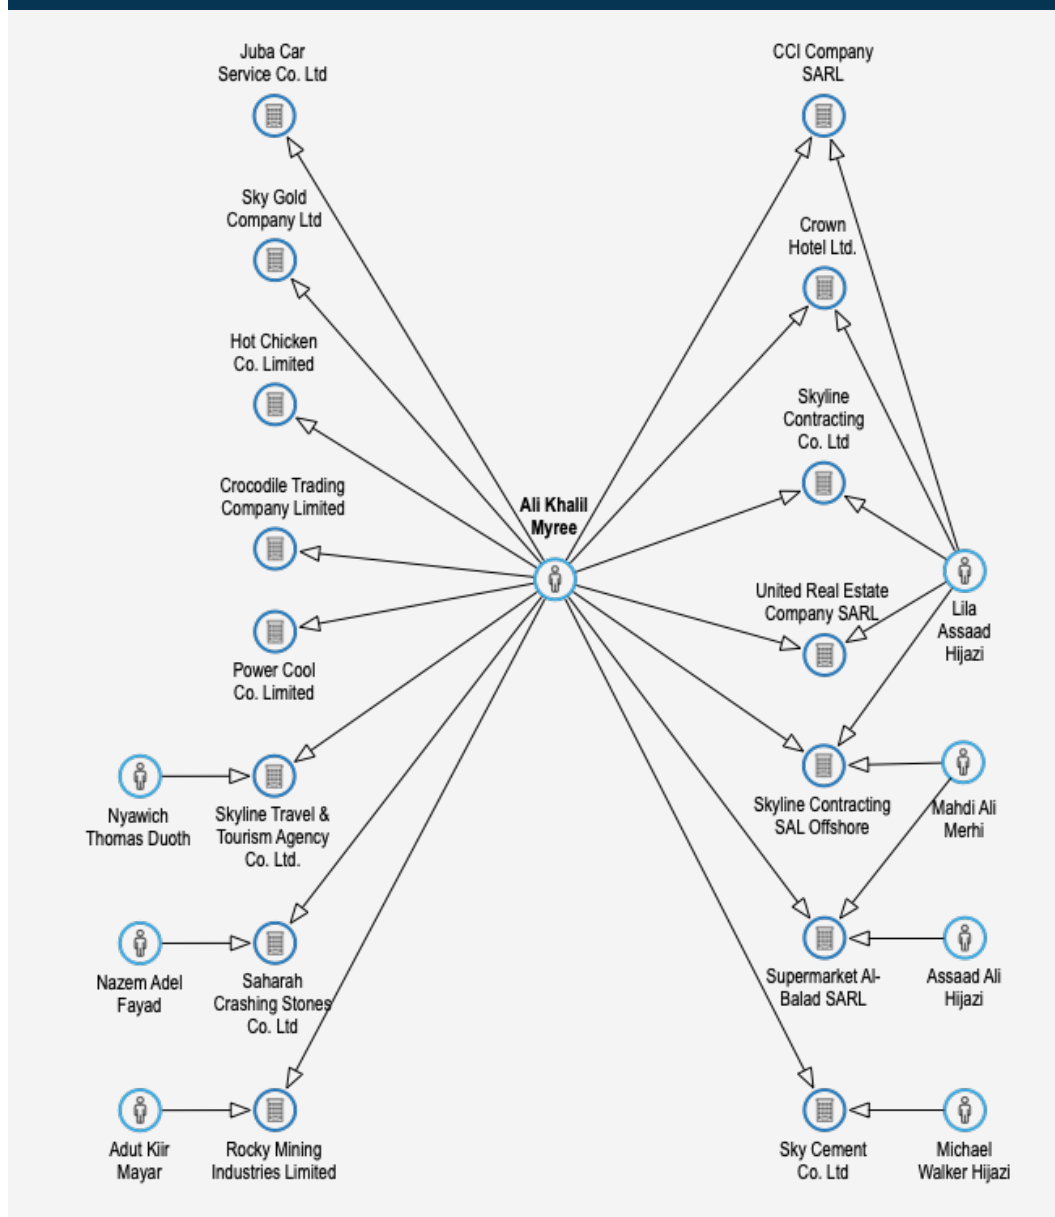 Juba Car
Service Co. Ltd
CCI Company
SARL
Sky Gold
Company Ltd
Crown
Hotel Ltd.
Hot Chicken
Co. Limited
Skyline
Contracting
Co. Ltd
Crocodile Trading
Company Limited
Ali Khalil
Myree
United Real Estate
Company SARL
Lila
Assaad
Hijazi
Power Cool
Co. Limited
Nyawich
Thomas Duoth
Skyline Travel &
Tourism Agency
Co. Ltd.
Skyline Contracting
SAL Offshore
Mahdi Ali
Merhi
Nazem Adel
Fayad
Saharah
Crashing Stones
Co. Ltd
Supermarket Al-
Balad SARL
Assaad Ali
Hijazi
Adut Kiir
Mayar
Rocky Mining
Industries Limited
Sky Cement
Co. Ltd
Michael
Walker Hijazi